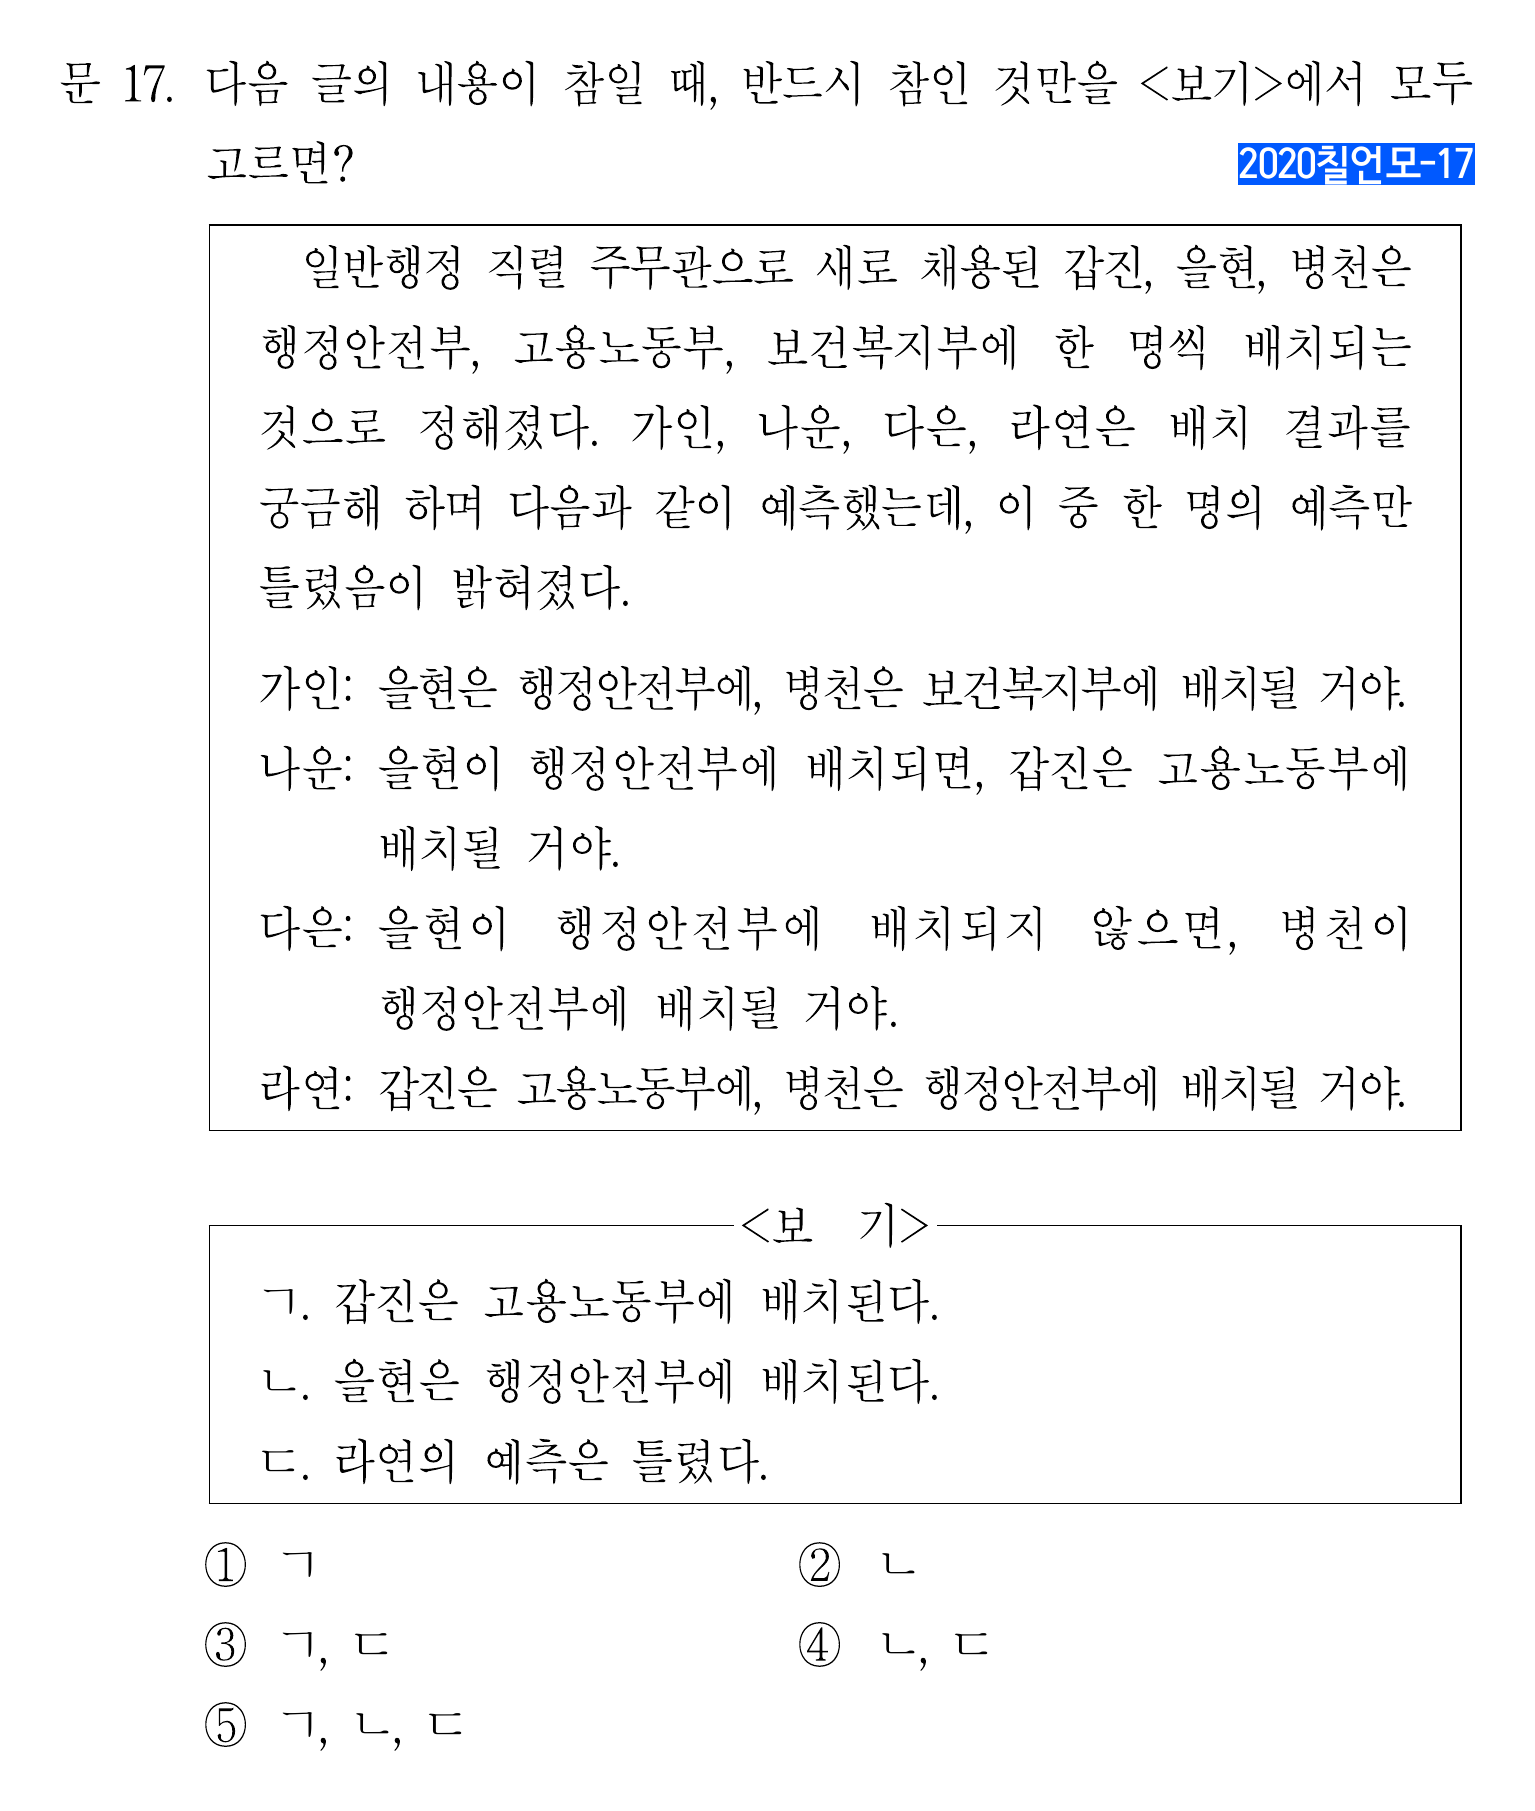 문 17. 다음 글의 내용이 참일 때, 반드시 참인 것만을 <보기>에서 모두
고르면?
2020칠언모-17
일반행정 직렬 주무관으로 새로 채용된 갑진, 을현, 병천은
행정안전부, 고용노동부, 보건복지부에 한 명씩 배치되는
것으로 정해졌다. 가인, 나운, 다은, 라연은 배치 결과를
궁금해 하며 다음과 같이 예측했는데, 이 중 한 명의 예측만
틀렸음이 밝혀졌다.
가인: 을현은 행정안전부에, 병천은 보건복지부에 배치될 거야.
나운: 을현이 행정안전부에 배치되면, 갑진은 고용노동부에
배치될 거야.
다은: 을현이 행정안전부에 배치되지 않으면, 병천이
행정안전부에 배치될 거야.
라연: 갑진은 고용노동부에, 병천은 행정안전부에 배치될 거야.
<보 기>
ㄱ. 갑진은 고용노동부에 배치된다.
ㄴ. 을현은 행정안전부에 배치된다.
ㄷ. 라연의 예측은 틀렸다.
① ㄱ
② ㄴ
③ ㄱ, ㄷ
④ ㄴ, ㄷ
⑤ ㄱ, ㄴ, ㄷ